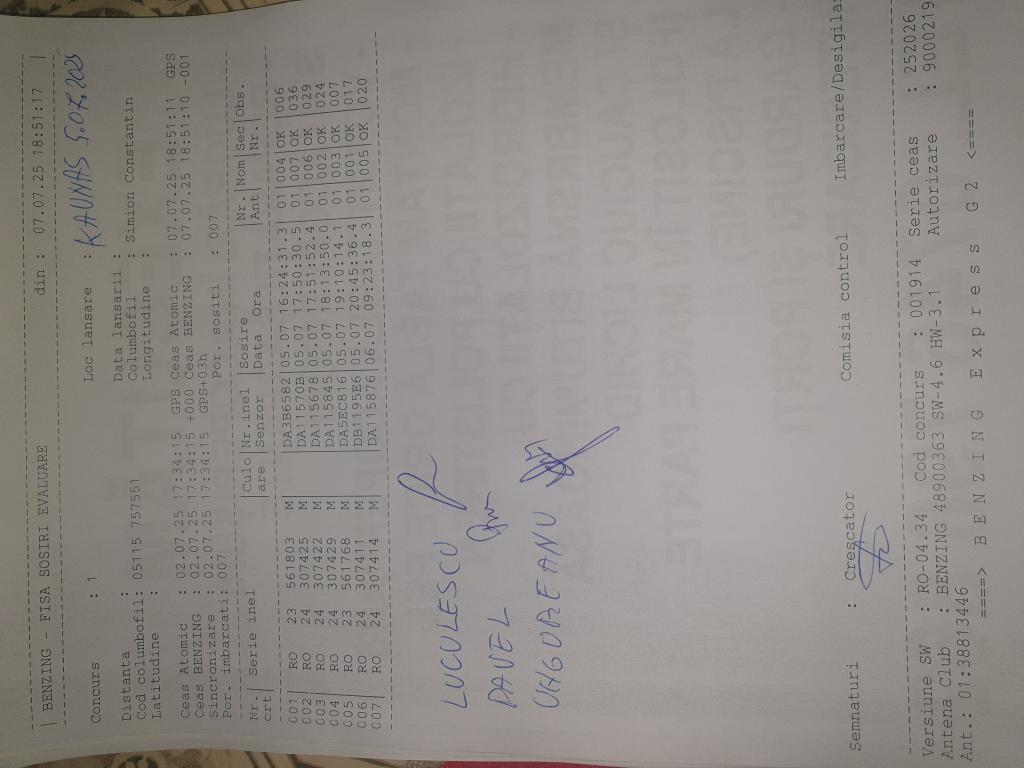 | BENZING - FISA SOSIRI EVALUARE din : 07.07.25 18:51:17 |
Concurs : 1 Loc lansare : KAUNAS 5.07.2025
Distanta : Data lansarii :
Cod columbofil: 05115 757551 Columbofil : Simion Constantin
Latitudine : Longitudine :
Ceas Atomic : 02.07.25 17:34:15 GPS Ceas Atomic : 07.07.25 18:51:11 GPS
Ceas BENZING : 02.07.25 17:34:15 +000 Ceas BENZING : 07.07.25 18:51:10 -001
Sincronizare : 02.07.25 17:34:15 GPS+03h
Por. imbarcati: 007 Por. sositi : 007
Nr.| Serie inel |Culo|Nr.inel |Sosire |Nr.|Nom|Sec|Obs.
crt| |are |Senzor |Data Ora |Ant|Nr.|
001| RO 23 561803 M |DA3B6582|05.07 16:24:31.3 01|004|OK |006
002| RO 24 307425 M |DA11570B|05.07 17:50:30.5 01|007|OK |036
003| RO 24 307422 M |DA115678|05.07 17:51:52.4 01|006|OK |029
004| RO 24 307429 M |DA115845|05.07 18:13:50.0 01|002|OK |024
005| RO 23 561768 M |DA5EC816|05.07 19:10:14.1 01|003|OK |007
006| RO 24 307411 M |DB1195E6|05.07 20:45:36.4 01|001|OK |017
007| RO 24 307414 M |DA115876|06.07 09:23:18.3 01|005|OK |020
LUCULESCU
PAVEL
UNGUREANU
Semnaturi : Crescator Comisia control Imbarcare/Desigilar
Versiune SW : RO-04.34 Cod concurs : 001914 Serie ceas : 252026
Antena Club : BENZING 48900363 SW-4.6 HW-3.1 Autorizare : 9000219
Ant.: 01:38813446
====> B E N Z I N G E x p r e s s G 2 <====